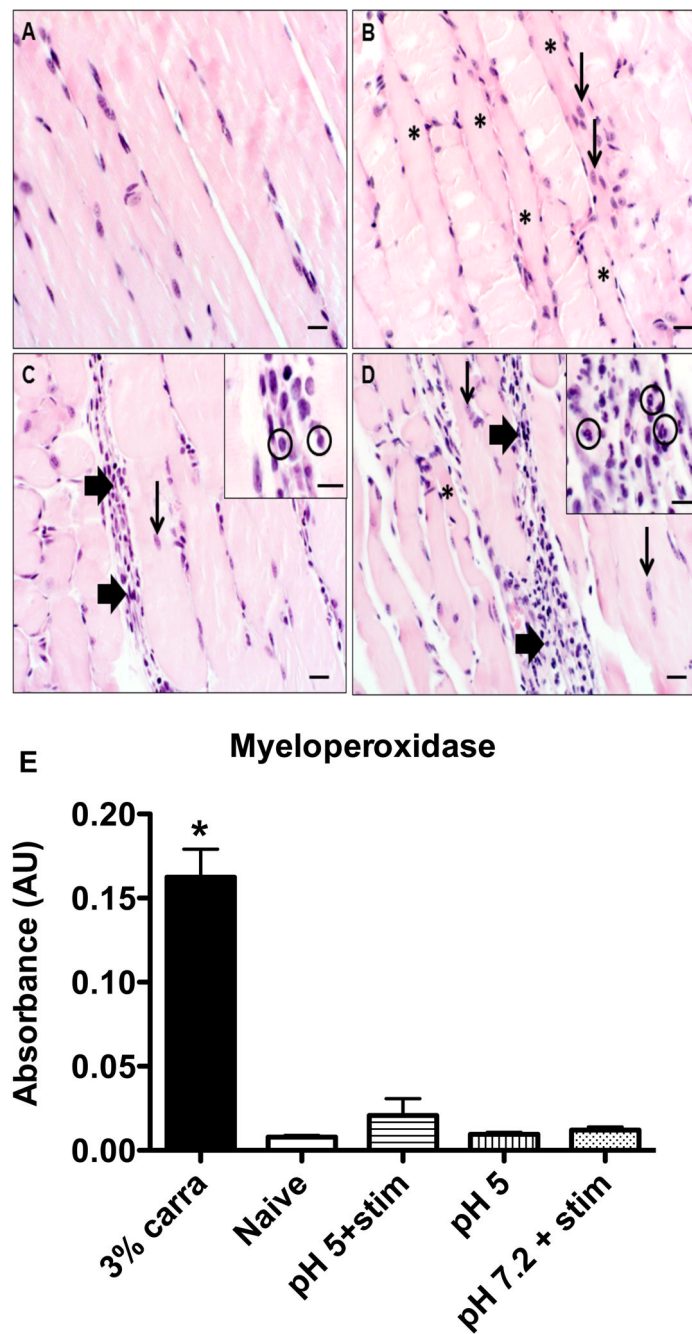 A
B
*
*
*
*
*
C
D
*
E
Myeloperoxidase
Absorbance (AU)
0.20
0.15
0.10
0.05
0.00
*
3% carra
Naive
pH 5+stim
pH 5
pH 7.2 + stim